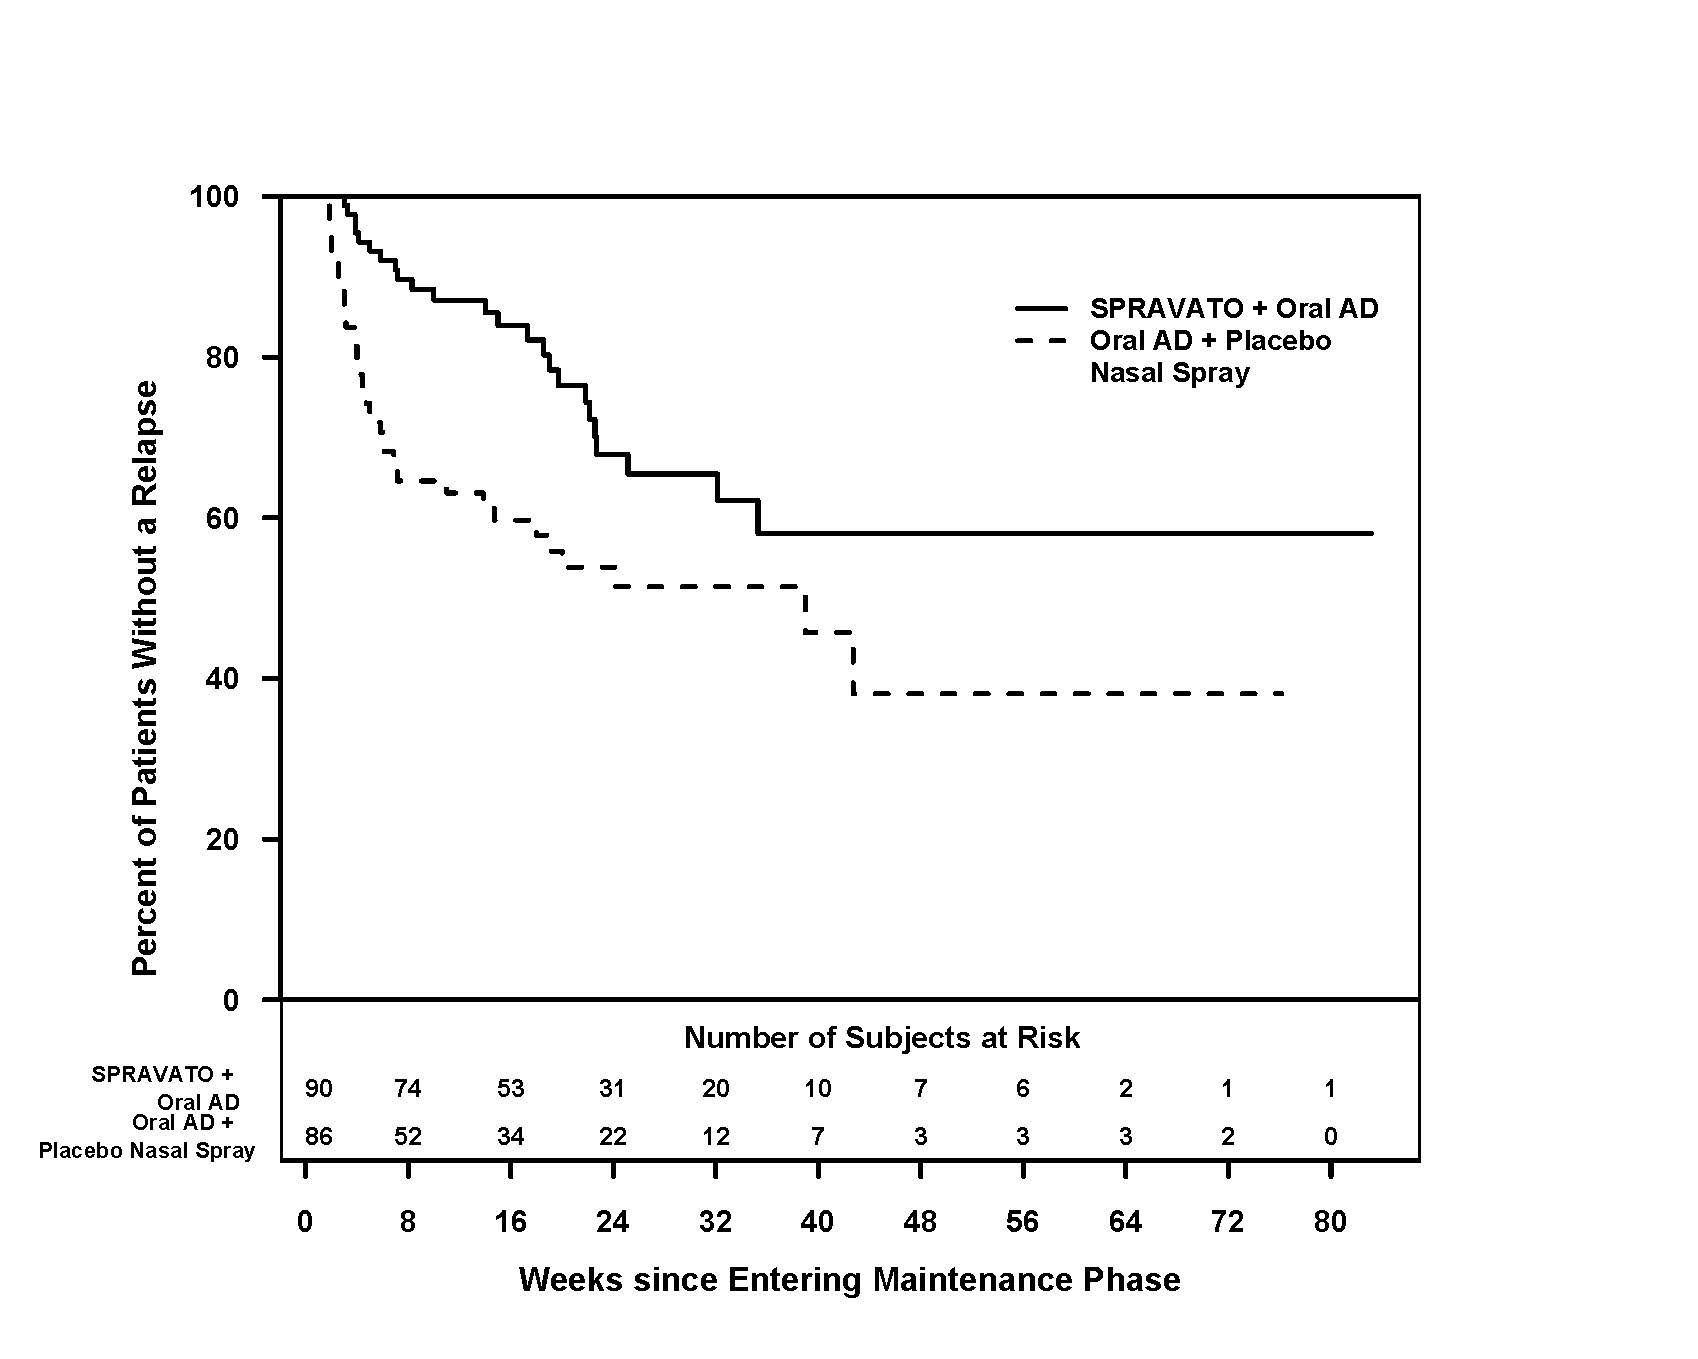 100
80
60
40
20
0
Percent of Patients Without a Relapse
SPRAVATO + Oral AD
Oral AD + Placebo
Nasal Spray
Number of Subjects at Risk
SPRAVATO +
Oral AD
90 74 53 31 20 10 7 6 2 1 1
Oral AD +
Placebo Nasal Spray
86 52 34 22 12 7 3 3 3 2 0
0 8 16 24 32 40 48 56 64 72 80
Weeks since Entering Maintenance Phase